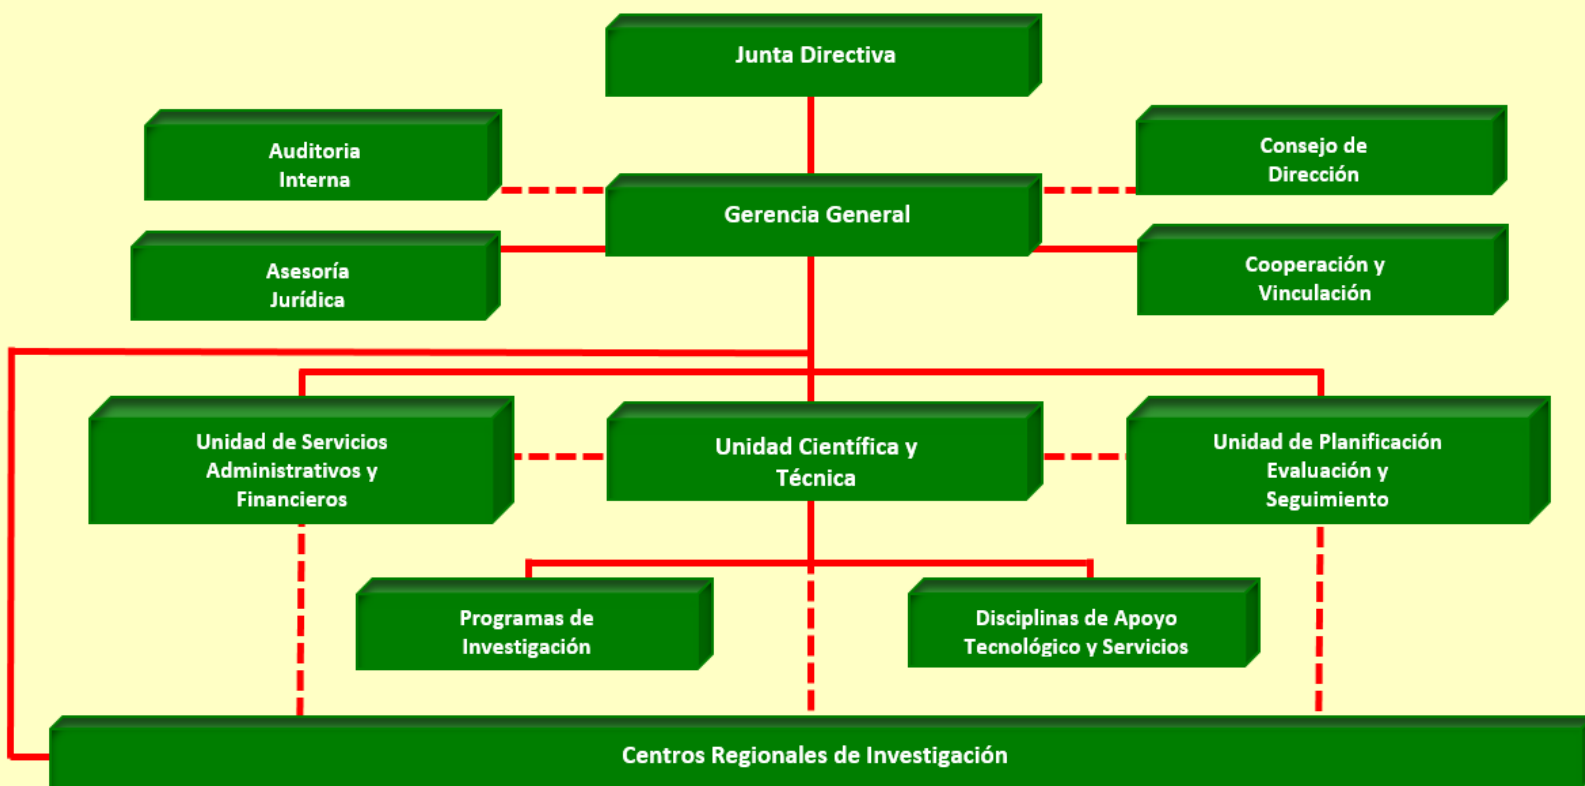 Junta Directiva
Auditoria
Interna
Consejo de
Dirección
Gerencia General
Asesoría
Jurídica
Cooperación y
Vinculación
Unidad de Servicios
Administrativos y
Financieros
Unidad Científica y
Técnica
Unidad de Planificación
Evaluación y
Seguimiento
Programas de
Investigación
Disciplinas de Apoyo
Tecnológico y Servicios
Centros Regionales de Investigación